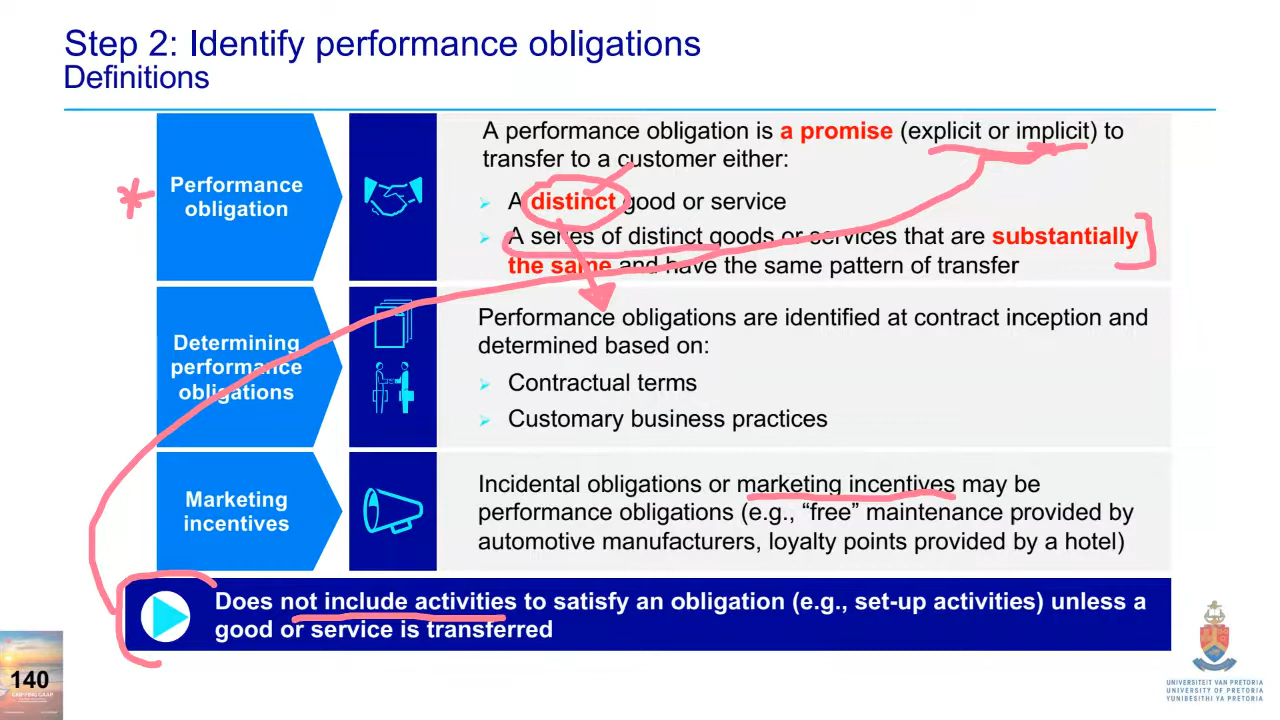 Step 2: Identify performance obligations
Definitions
Performance
obligation
A performance obligation is a promise (explicit or implicit) to
transfer to a customer either:
A distinct good or service
A series of distinct goods or services that are substantially
the same and have the same pattern of transfer
Determining
performance
obligations
Performance obligations are identified at contract inception and
determined based on:
Contractual terms
Customary business practices
Marketing
incentives
Incidental obligations or marketing incentives may be
performance obligations (e.g., “free” maintenance provided by
automotive manufacturers, loyalty points provided by a hotel)
Does not include activities to satisfy an obligation (e.g., set-up activities) unless a
good or service is transferred
140
UNIVERSITEIT VAN PRETORIA
UNIVERSITY OF PRETORIA
YUNIBESITHI YA PRETORIA